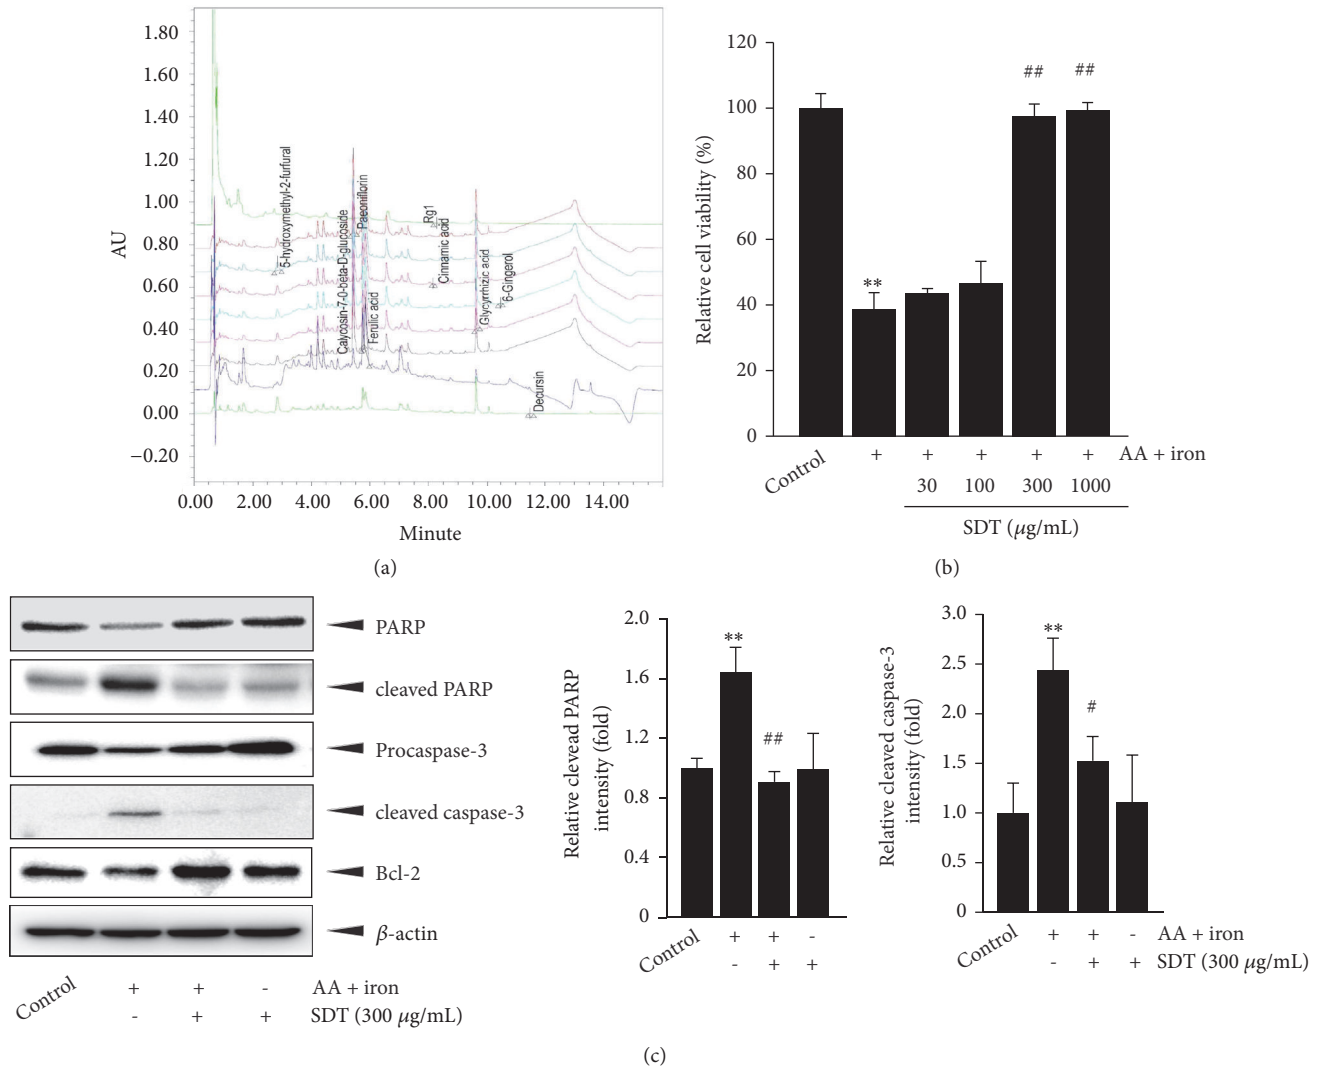 1.80
1.60
1.40
1.20
1.00
0.80
0.60
0.40
0.20
0.00
−0.20
AU
5-hydroxymethyl-2-furfural
Calycosin-7-0-beta-D-glucoside
Paeoniflorin
Ferulic acid
Rg1
Cinnamic acid
Glycyrrhizic acid
6-Gingerol
Decursin
0.00 2.00 4.00 6.00 8.00 10.00 12.00 14.00
Minute
(a)
120
100
80
60
40
20
0
Relative cell viability (%)
**
##
##
Control + + + + + AA + iron
30 100 300 1000
SDT (μg/mL)
(b)
PARP
cleaved PARP
Procaspase-3
cleaved caspase-3
Bcl-2
β-actin
Control + + - AA + iron
- + + SDT (300 μg/mL)
2.0
1.6
1.2
0.8
0.4
0
Relative clevead PARP
intensity (fold)
**
##
Control + + -
- + +
3.0
2.5
2.0
1.5
1.0
0.5
0
Relative cleaved caspase-3
intensity (fold)
**
#
Control + + - AA + iron
- + + SDT (300 μg/mL)
(c)